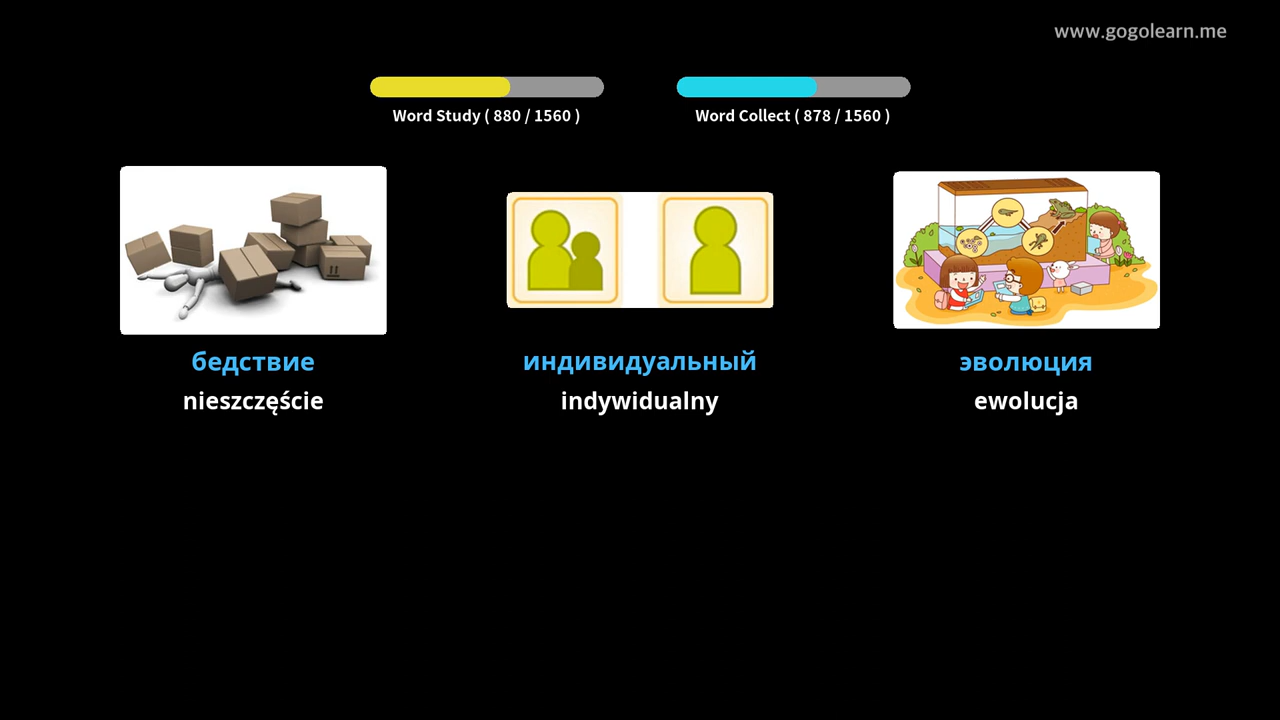 www.gogolearn.me
Word Study ( 880 / 1560 )
Word Collect ( 878 / 1560 )
бедствие
индивидуальный
эволюция
nieszczęście
indywidualny
ewolucja